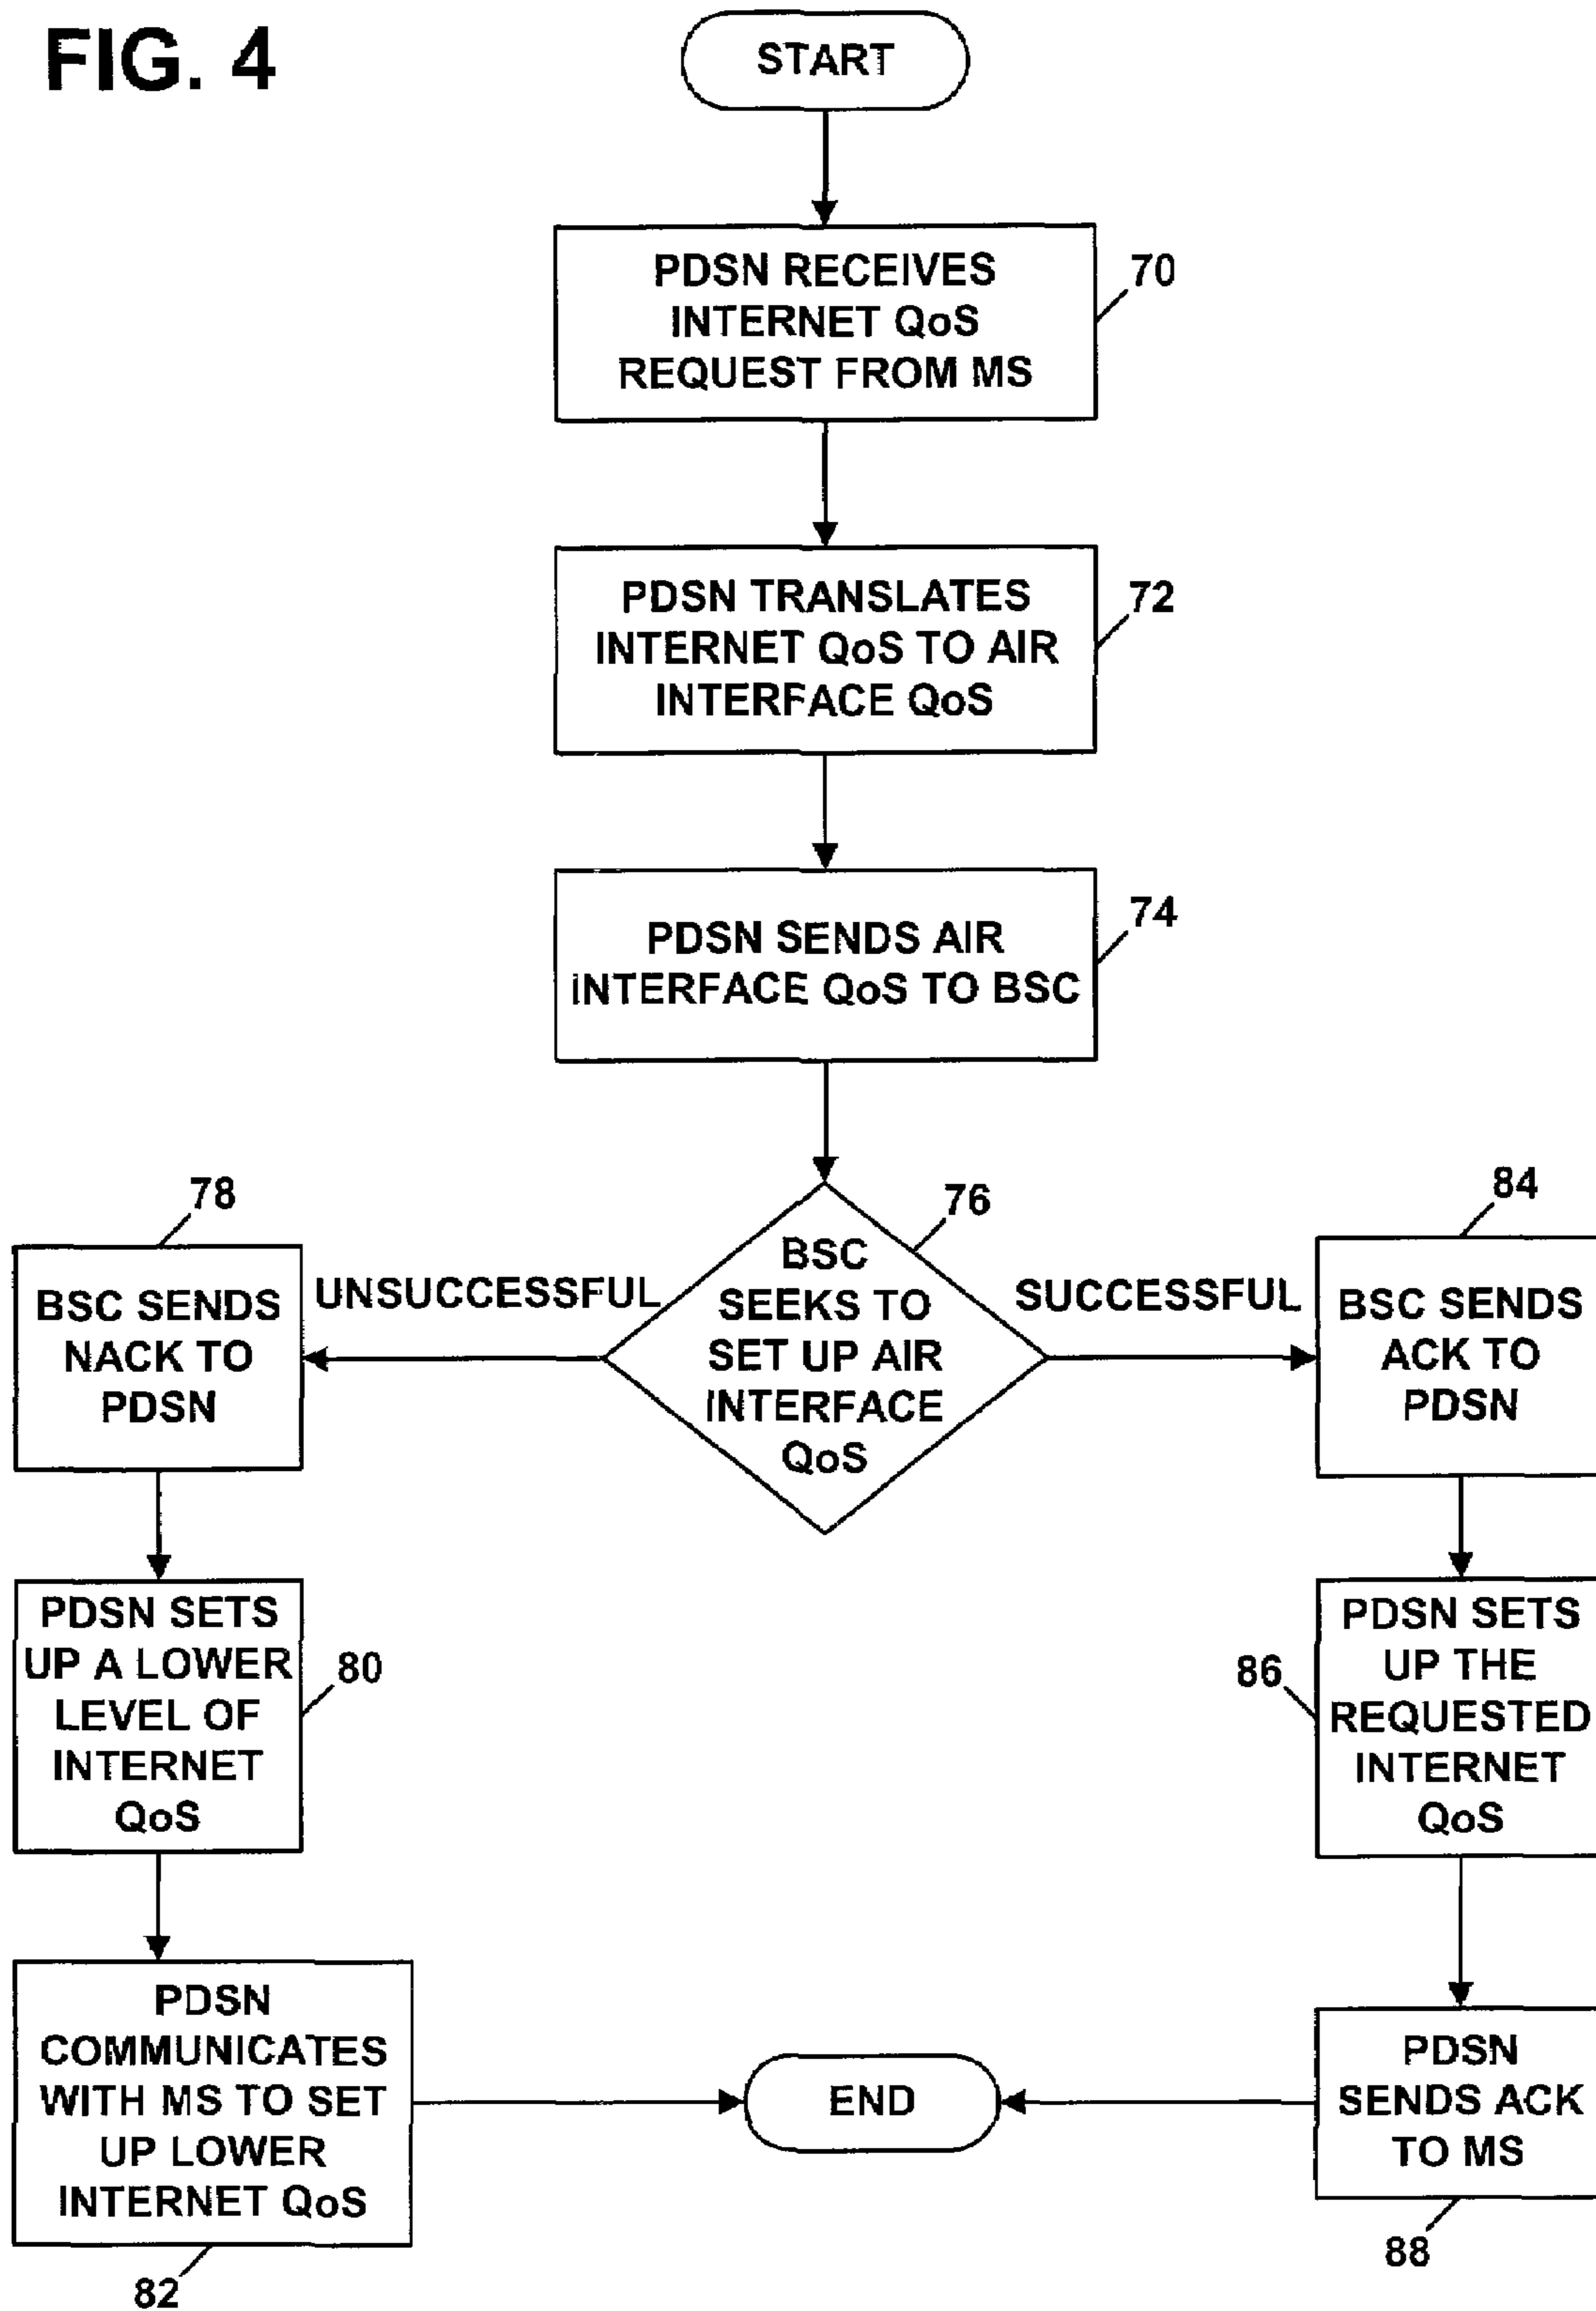 FIG. 4
START
PDSN RECEIVES
INTERNET QoS
REQUEST FROM MS
70
PDSN TRANSLATES
INTERNET QoS TO AIR
INTERFACE QoS
72
PDSN SENDS AIR
INTERFACE QoS TO BSC
74
BSC
SEEKS TO
SET UP AIR
INTERFACE
QoS
76
UNSUCCESSFUL
SUCCESSFUL
78
BSC SENDS
NACK TO
PDSN
PDSN SETS
UP A LOWER
LEVEL OF
INTERNET
QoS
80
PDSN
COMMUNICATES
WITH MS TO SET
UP LOWER
INTERNET QoS
82
84
BSC SENDS
ACK TO
PDSN
86
PDSN SETS
UP THE
REQUESTED
INTERNET
QoS
PDSN
SENDS ACK
TO MS
88
END